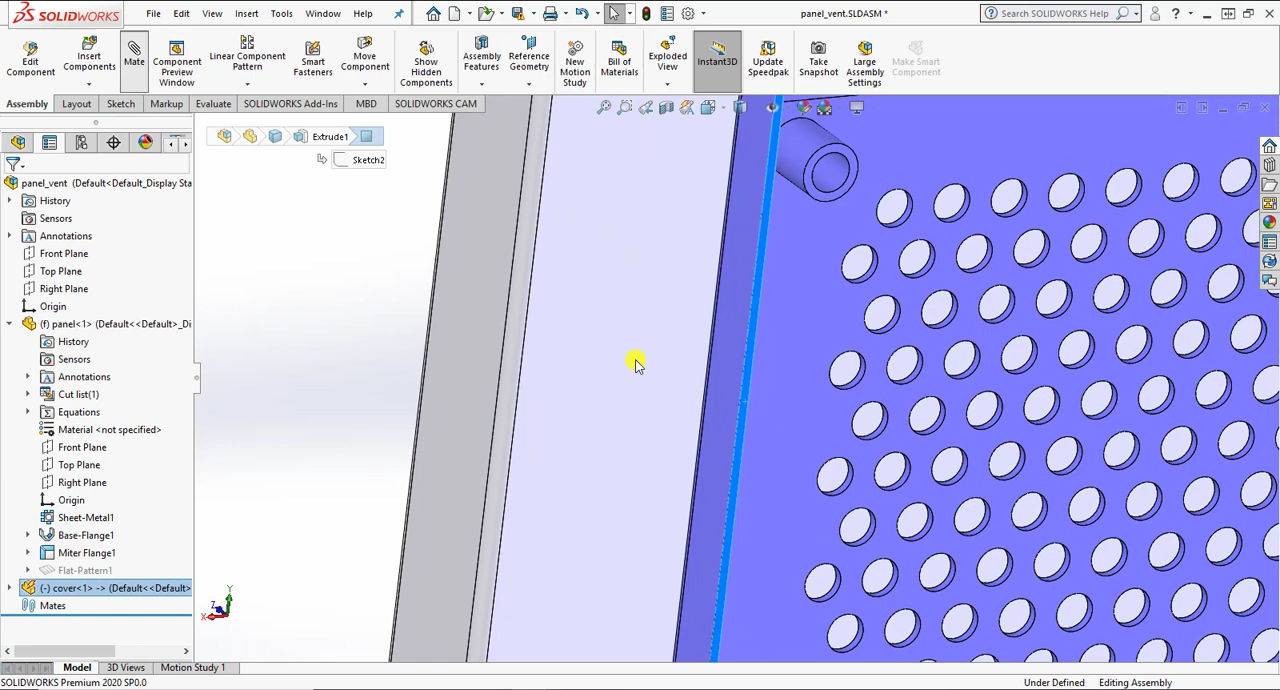 SOLIDWORKS
File Edit View Insert Tools Window Help
panel_vent.SLDASM *
Search SOLIDWORKS Help
Edit Component
Insert Components
Mate
Component Preview Window
Linear Component Pattern
Smart Fasteners
Move Component
Show Hidden Components
Assembly Features
Reference Geometry
New Motion Study
Bill of Materials
Exploded View
Instant3D
Update Speedpak
Take Snapshot
Large Assembly Settings
Make Smart Component
Assembly Layout Sketch Markup Evaluate SOLIDWORKS Add-Ins MBD SOLIDWORKS CAM
Extrude1
Sketch2
panel_vent (Default<Default_Display Sta
History
Sensors
Annotations
Front Plane
Top Plane
Right Plane
Origin
(f) panel<1> (Default<<Default>_Di
History
Sensors
Annotations
Cut list(1)
Equations
Material <not specified>
Front Plane
Top Plane
Right Plane
Origin
Sheet-Metal1
Base-Flange1
Miter Flange1
Flat-Pattern1
(-) cover<1> -> (Default<<Default>
Mates
Y
X
Z
Model 3D Views Motion Study 1
SOLIDWORKS Premium 2020 SP0.0
Under Defined Editing Assembly